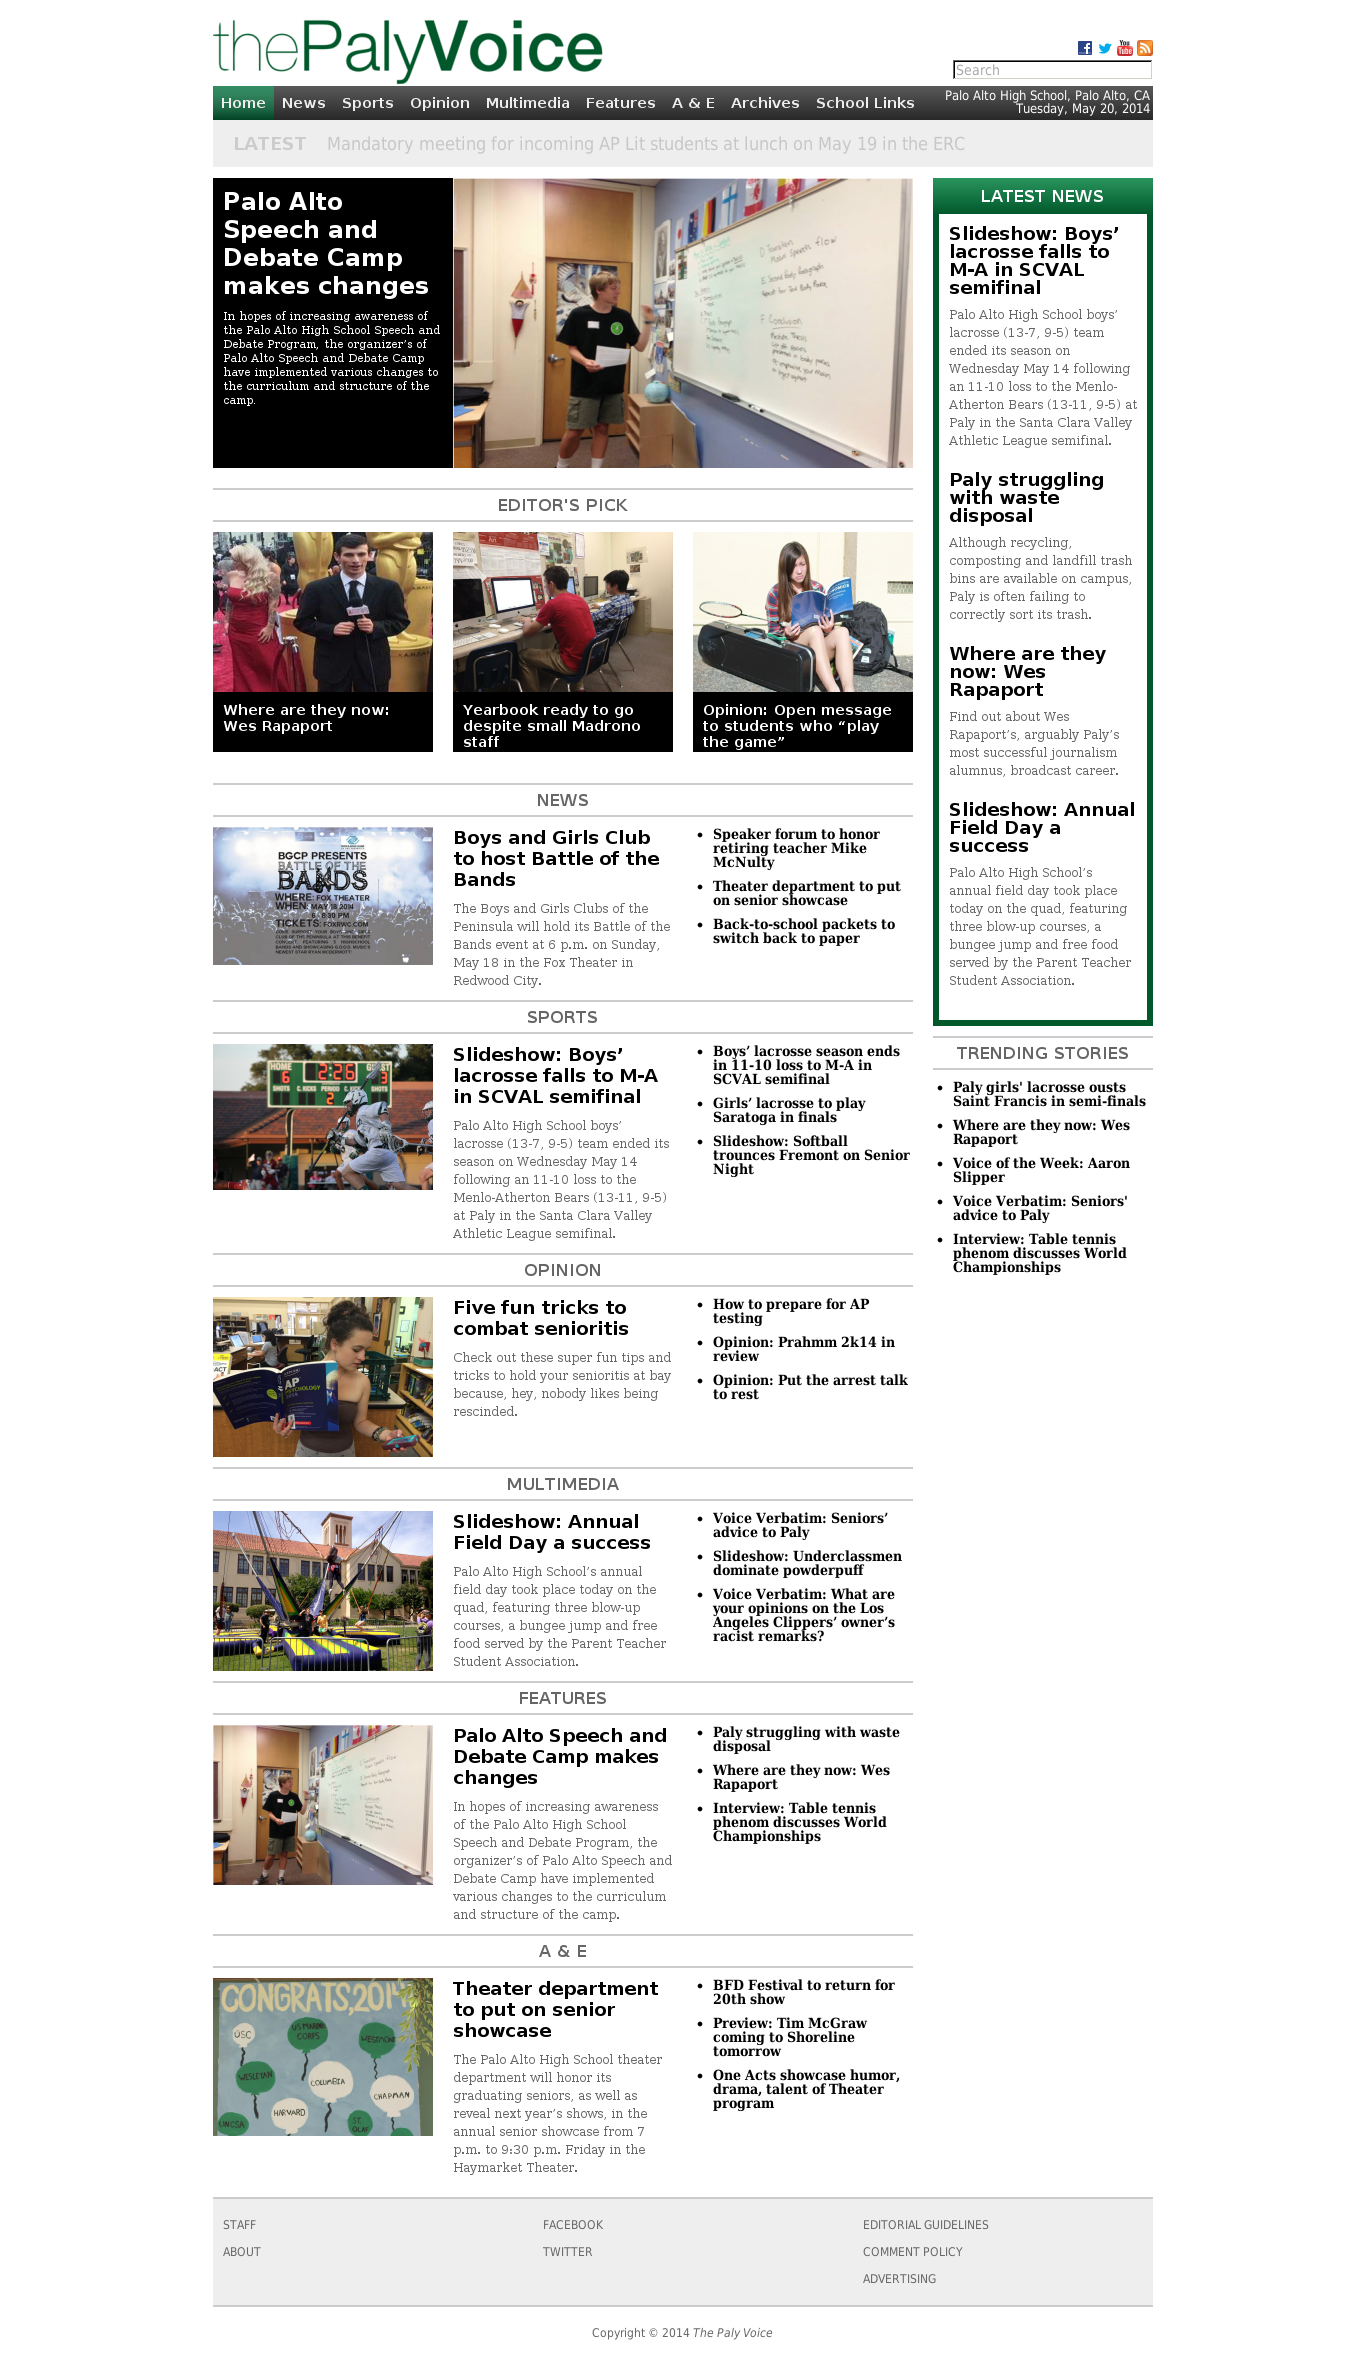 thePalyVoice
Search
Home News Sports Opinion Multimedia Features A & E Archives School Links
Palo Alto High School, Palo Alto, CA
Tuesday, May 20, 2014
LATEST Mandatory meeting for incoming AP Lit students at lunch on May 19 in the ERC
Palo Alto
Speech and
Debate Camp
makes changes
In hopes of increasing awareness of
the Palo Alto High School Speech and
Debate Program, the organizer’s of
Palo Alto Speech and Debate Camp
have implemented various changes to
the curriculum and structure of the
camp.
EDITOR'S PICK
Where are they now:
Wes Rapaport
Yearbook ready to go
despite small Madrono
staff
Opinion: Open message
to students who “play
the game”
NEWS
BGCP PRESENTS
BATTLE OF THE
BANDS
WHERE: FOX THEATER
WHEN: MAY 18 2014
6 - 8:30 PM
TICKETS: FOXRWC.COM
Boys and Girls Club
to host Battle of the
Bands
The Boys and Girls Clubs of the
Peninsula will hold its Battle of the
Bands event at 6 p.m. on Sunday,
May 18 in the Fox Theater in
Redwood City.
• Speaker forum to honor
retiring teacher Mike
McNulty
• Theater department to put
on senior showcase
• Back-to-school packets to
switch back to paper
SPORTS
HOME 2:26 GUEST
6 3
SHOTS C.KICKS PERIOD C.KICKS SHOTS
2
Slideshow: Boys’
lacrosse falls to M-A
in SCVAL semifinal
Palo Alto High School boys’
lacrosse (13-7, 9-5) team ended its
season on Wednesday May 14
following an 11-10 loss to the
Menlo-Atherton Bears (13-11, 9-5)
at Paly in the Santa Clara Valley
Athletic League semifinal.
• Boys’ lacrosse season ends
in 11-10 loss to M-A in
SCVAL semifinal
• Girls’ lacrosse to play
Saratoga in finals
• Slideshow: Softball
trounces Fremont on Senior
Night
OPINION
AP
PSYCHOLOGY
Five fun tricks to
combat senioritis
Check out these super fun tips and
tricks to hold your senioritis at bay
because, hey, nobody likes being
rescinded.
• How to prepare for AP
testing
• Opinion: Prahmm 2k14 in
review
• Opinion: Put the arrest talk
to rest
MULTIMEDIA
Slideshow: Annual
Field Day a success
Palo Alto High School’s annual
field day took place today on the
quad, featuring three blow-up
courses, a bungee jump and free
food served by the Parent Teacher
Student Association.
• Voice Verbatim: Seniors’
advice to Paly
• Slideshow: Underclassmen
dominate powderpuff
• Voice Verbatim: What are
your opinions on the Los
Angeles Clippers’ owner’s
racist remarks?
FEATURES
Palo Alto Speech and
Debate Camp makes
changes
In hopes of increasing awareness
of the Palo Alto High School
Speech and Debate Program, the
organizer’s of Palo Alto Speech and
Debate Camp have implemented
various changes to the curriculum
and structure of the camp.
• Paly struggling with waste
disposal
• Where are they now: Wes
Rapaport
• Interview: Table tennis
phenom discusses World
Championships
A & E
CONGRATS, 2014
USC
US MARINE
CORPS
WESTMONT
WESLEYAN
COLUMBIA
CHAPMAN
HARVARD
UNCSA
ST. OLAF
Theater department
to put on senior
showcase
The Palo Alto High School theater
department will honor its
graduating seniors, as well as
reveal next year’s shows, in the
annual senior showcase from 7
p.m. to 9:30 p.m. Friday in the
Haymarket Theater.
• BFD Festival to return for
20th show
• Preview: Tim McGraw
coming to Shoreline
tomorrow
• One Acts showcase humor,
drama, talent of Theater
program
LATEST NEWS
Slideshow: Boys’
lacrosse falls to
M-A in SCVAL
semifinal
Palo Alto High School boys’
lacrosse (13-7, 9-5) team
ended its season on
Wednesday May 14 following
an 11-10 loss to the Menlo-
Atherton Bears (13-11, 9-5) at
Paly in the Santa Clara Valley
Athletic League semifinal.
Paly struggling
with waste
disposal
Although recycling,
composting and landfill trash
bins are available on campus,
Paly is often failing to
correctly sort its trash.
Where are they
now: Wes
Rapaport
Find out about Wes
Rapaport’s, arguably Paly’s
most successful journalism
alumnus, broadcast career.
Slideshow: Annual
Field Day a
success
Palo Alto High School’s
annual field day took place
today on the quad, featuring
three blow-up courses, a
bungee jump and free food
served by the Parent Teacher
Student Association.
TRENDING STORIES
• Paly girls' lacrosse ousts
Saint Francis in semi-finals
• Where are they now: Wes
Rapaport
• Voice of the Week: Aaron
Slipper
• Voice Verbatim: Seniors'
advice to Paly
• Interview: Table tennis
phenom discusses World
Championships
STAFF
ABOUT
FACEBOOK
TWITTER
EDITORIAL GUIDELINES
COMMENT POLICY
ADVERTISING
Copyright © 2014 The Paly Voice